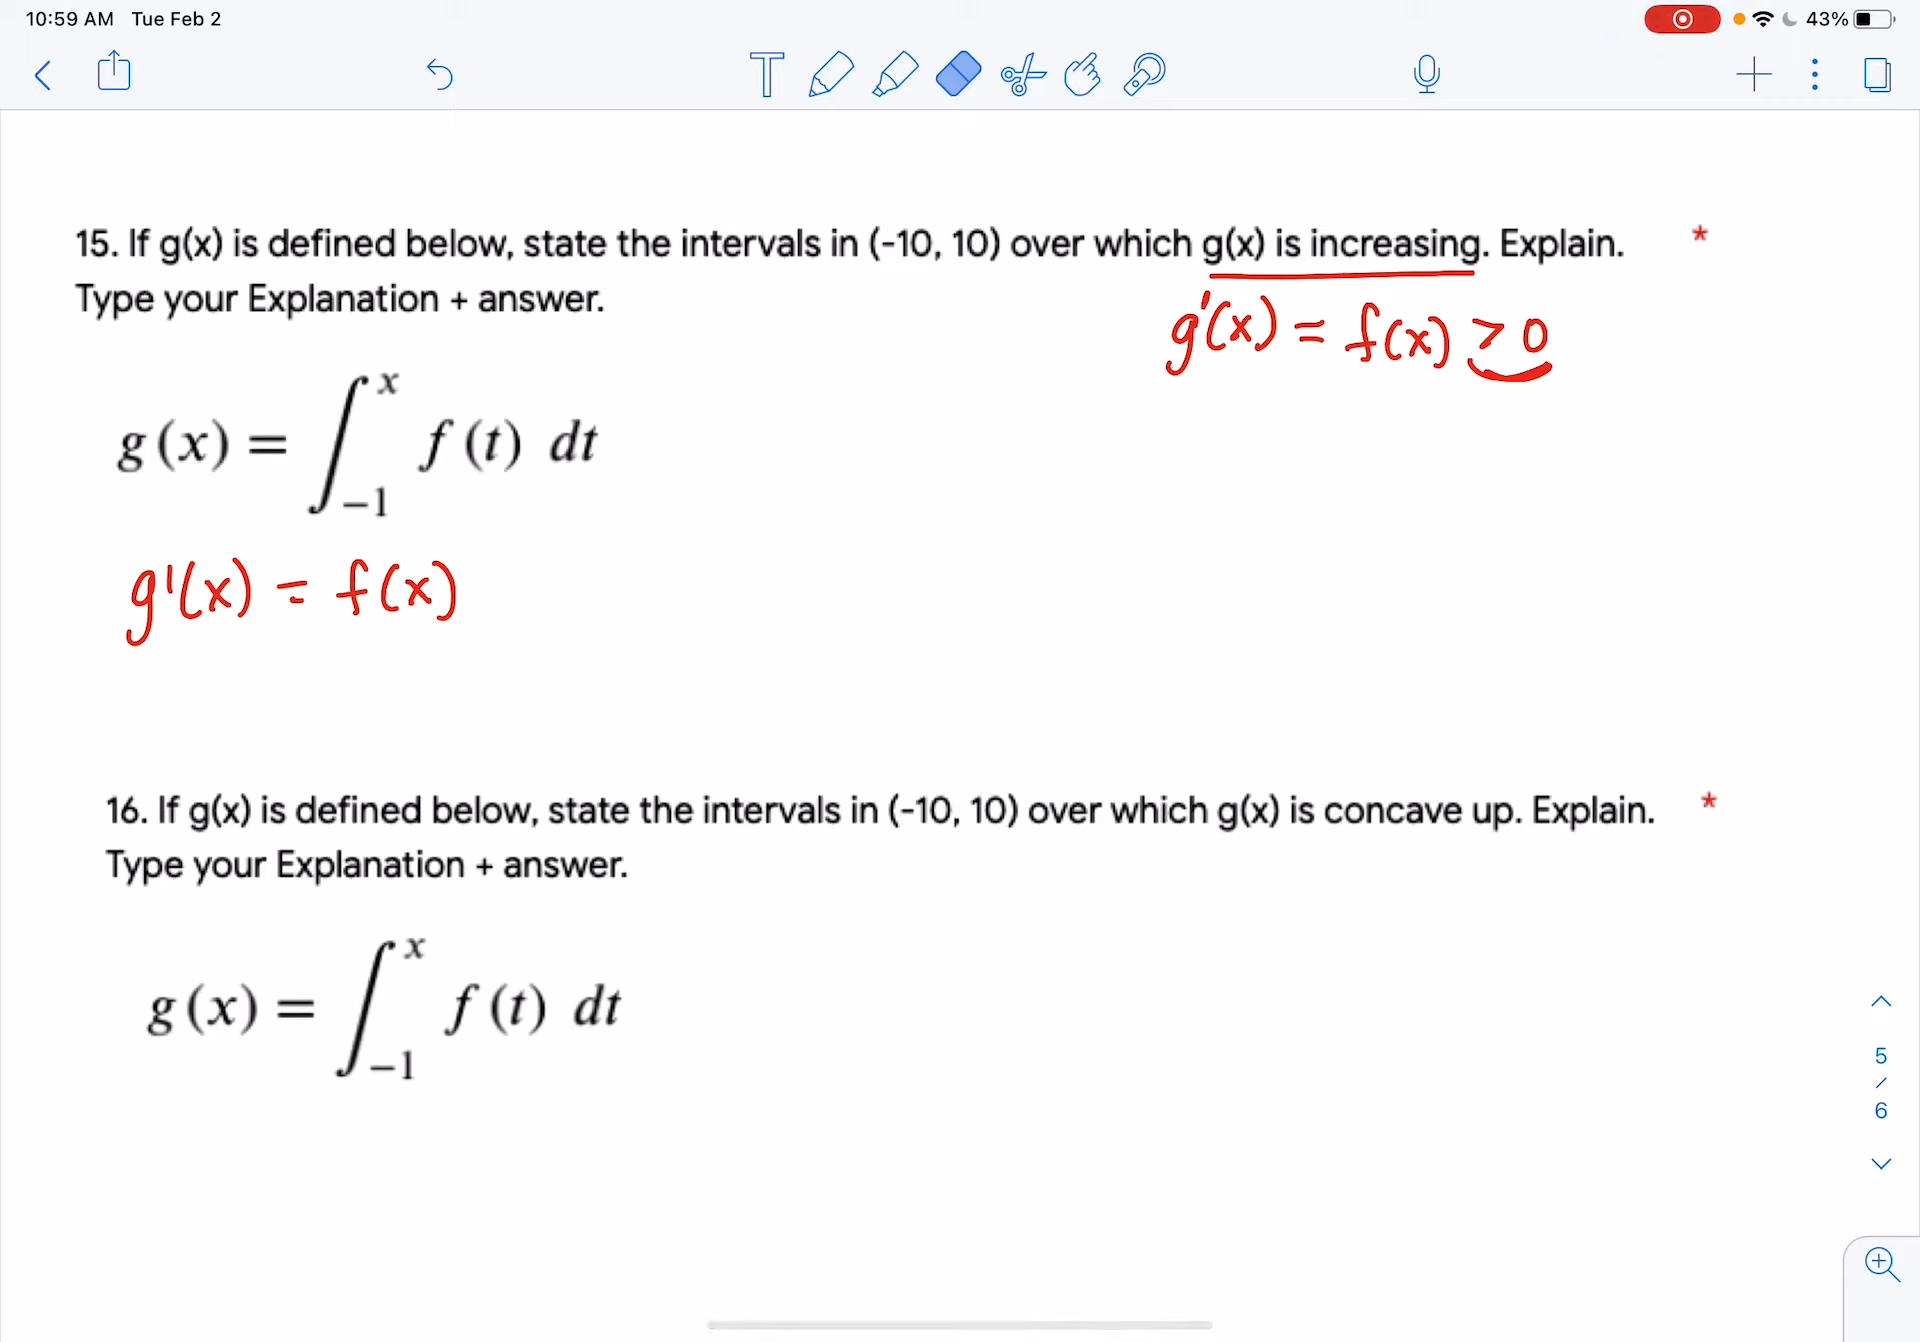 10:59 AM Tue Feb 2
43%
T
15. If g(x) is defined below, state the intervals in (-10, 10) over which g(x) is increasing. Explain. *
Type your Explanation + answer.
g'(x) = f(x) > 0
g(x) = ∫_{-1}^{x} f(t) dt
g'(x) = f(x)
16. If g(x) is defined below, state the intervals in (-10, 10) over which g(x) is concave up. Explain. *
Type your Explanation + answer.
g(x) = ∫_{-1}^{x} f(t) dt
5
/
6